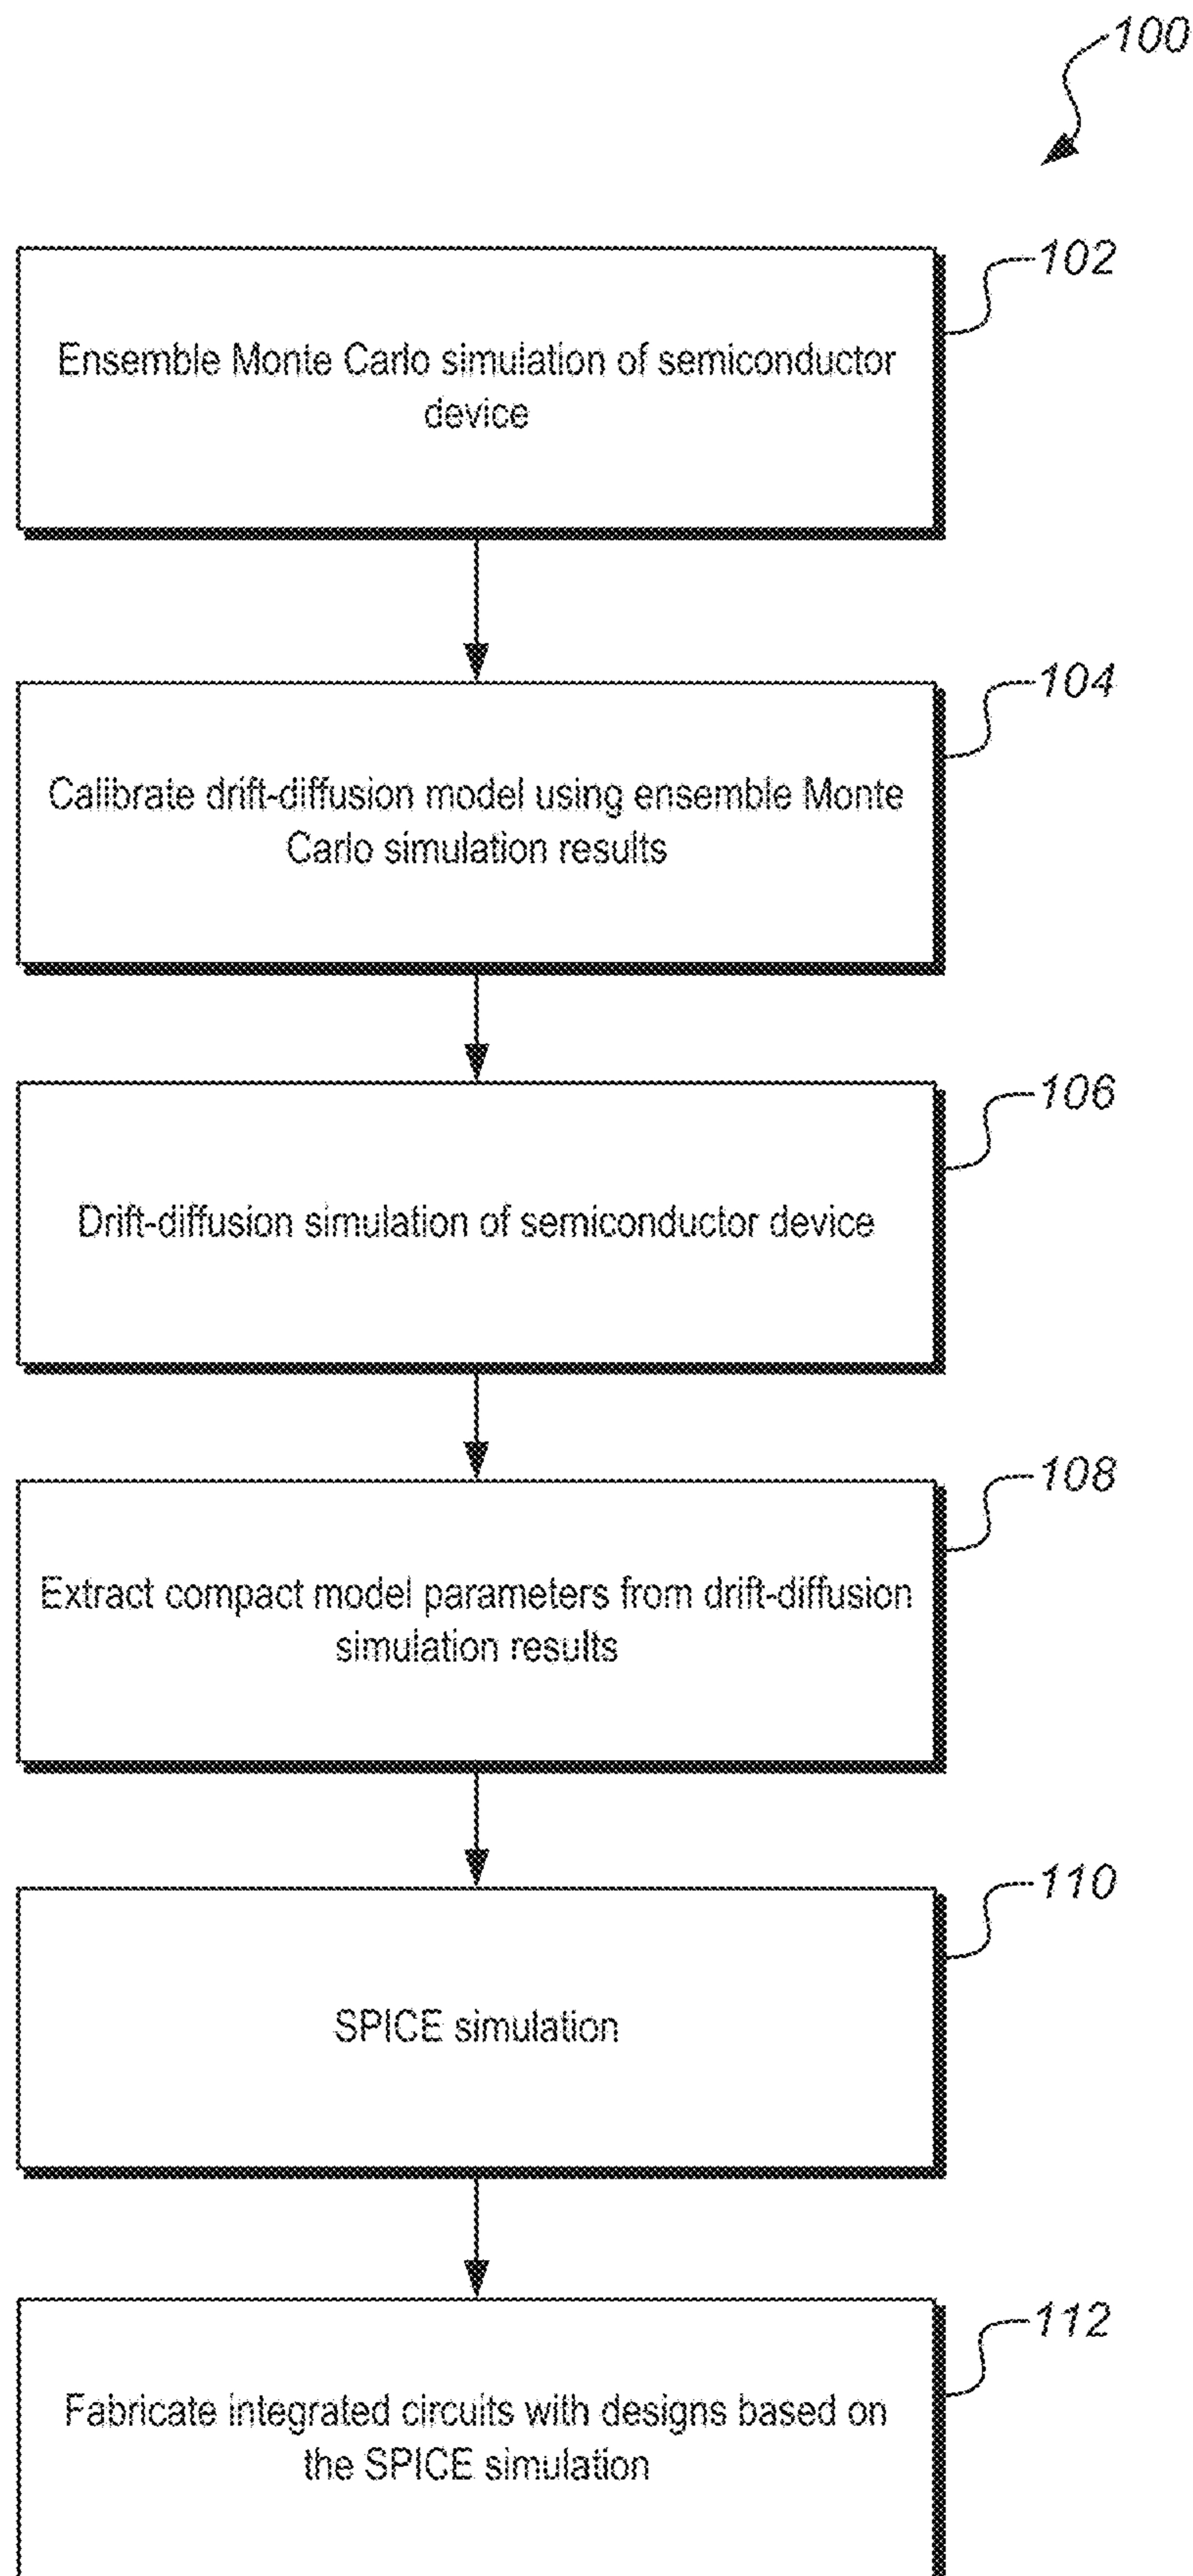 100
102
Ensemble Monte Carlo simulation of semiconductor
device
104
Calibrate drift-diffusion model using ensemble Monte
Carlo simulation results
106
Drift-diffusion simulation of semiconductor device
108
Extract compact model parameters from drift-diffusion
simulation results
110
SPICE simulation
112
Fabricate integrated circuits with designs based on
the SPICE simulation